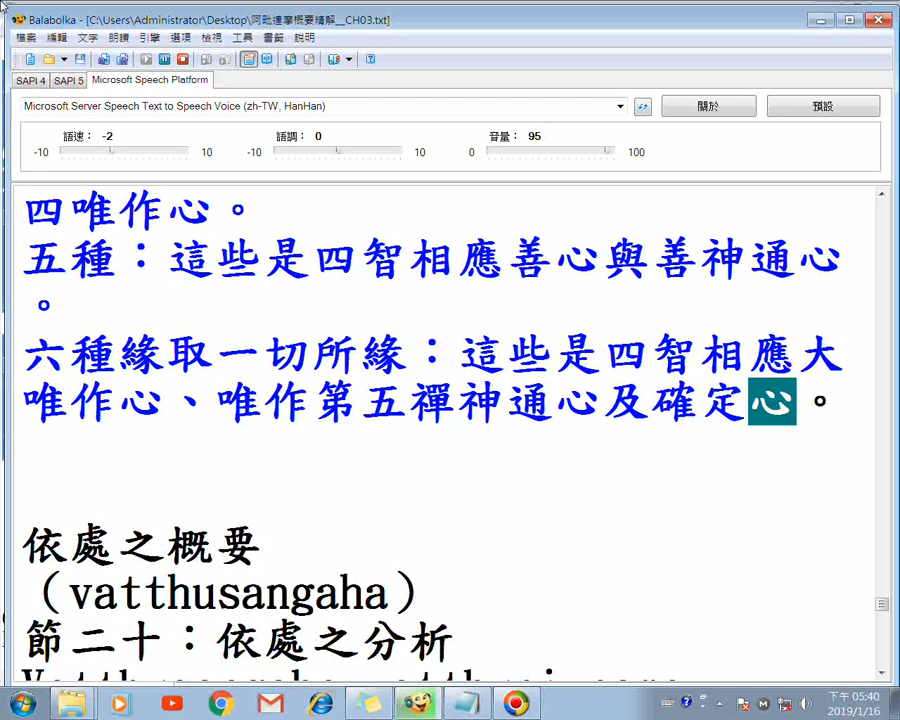 Balabolka - [C:\Users\Administrator\Desktop\阿毗達摩概要精解__CH03.txt]
檔案 編輯 文字 朗讀 引擎 選項 檢視 工具 書籤 說明
SAPI 4 SAPI 5 Microsoft Speech Platform
Microsoft Server Speech Text to Speech Voice (zh-TW, HanHan) 關於 預設
語速： -2 語調： 0 音量： 95
-10 10 -10 10 0 100
四唯作心。
五種：這些是四智相應善心與善神通心
。
六種緣取一切所緣：這些是四智相應大
唯作心、唯作第五禪神通心及確定心。
依處之概要
（vatthusangaha）
節二十：依處之分析
下午 05:40
2019/1/16